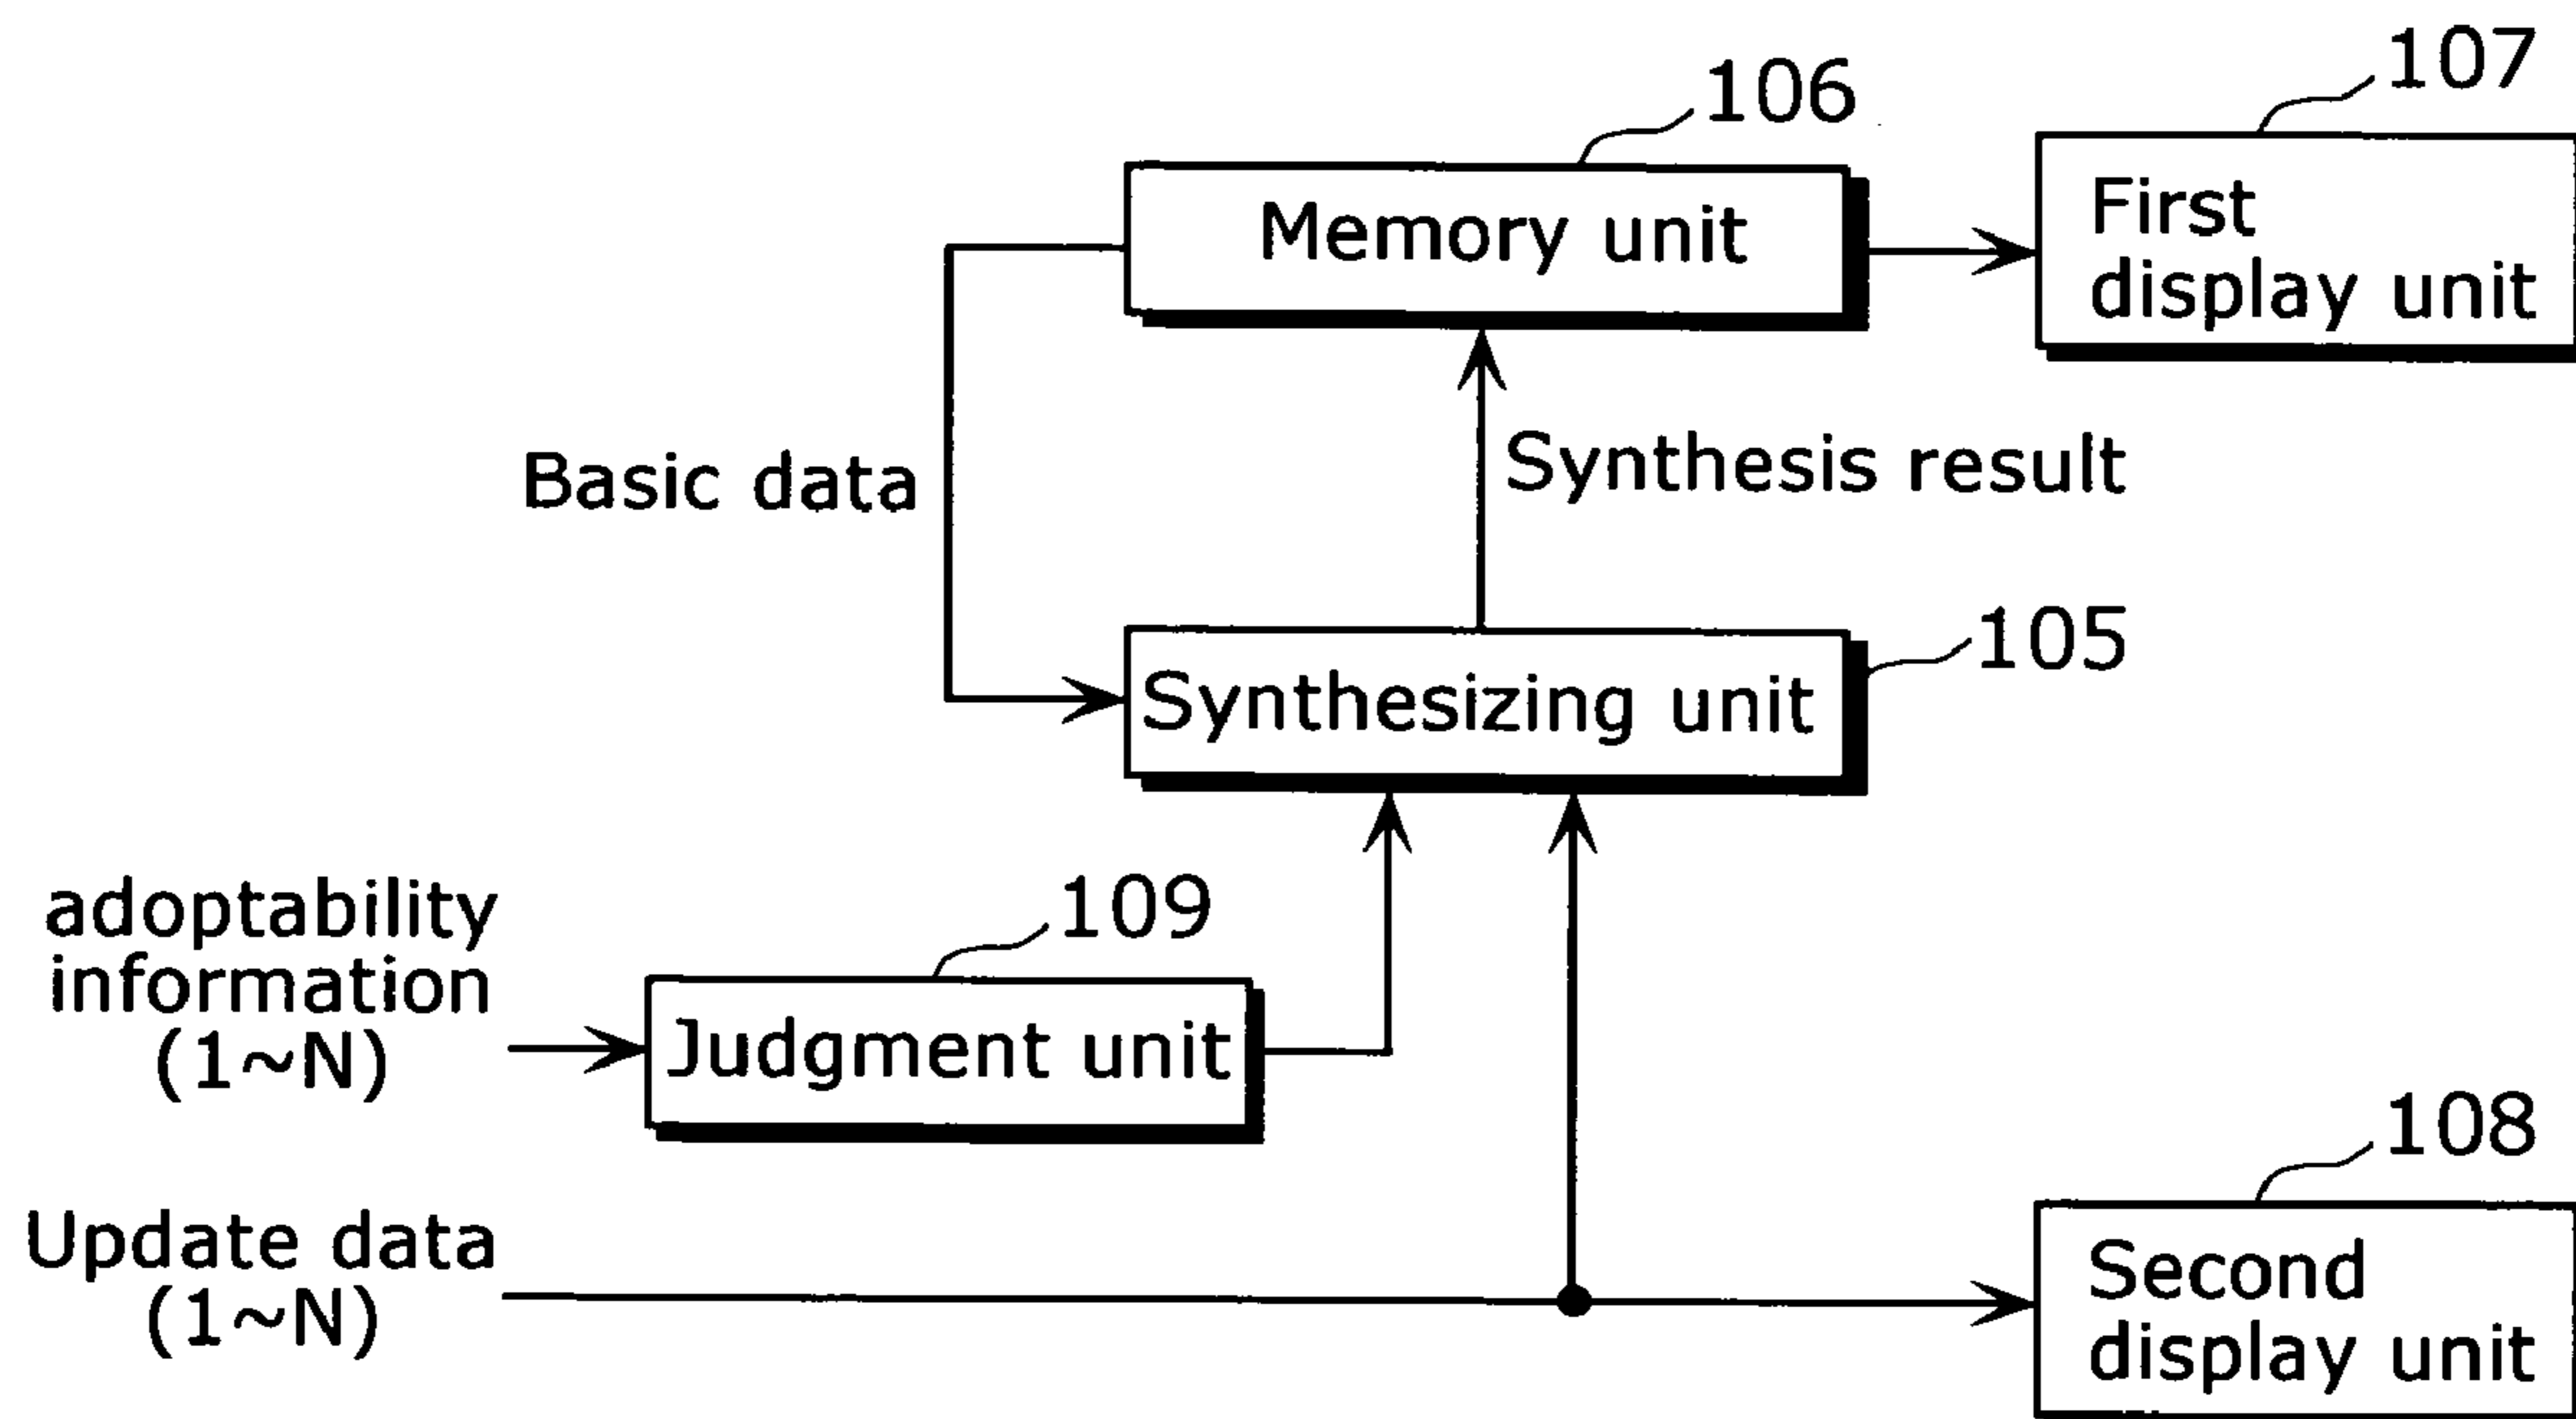 107
106
First
display unit
Memory unit
Basic data
Synthesis result
105
Synthesizing unit
adoptability
information
(1~N)
109
Judgment unit
108
Update data
(1~N)
Second
display unit